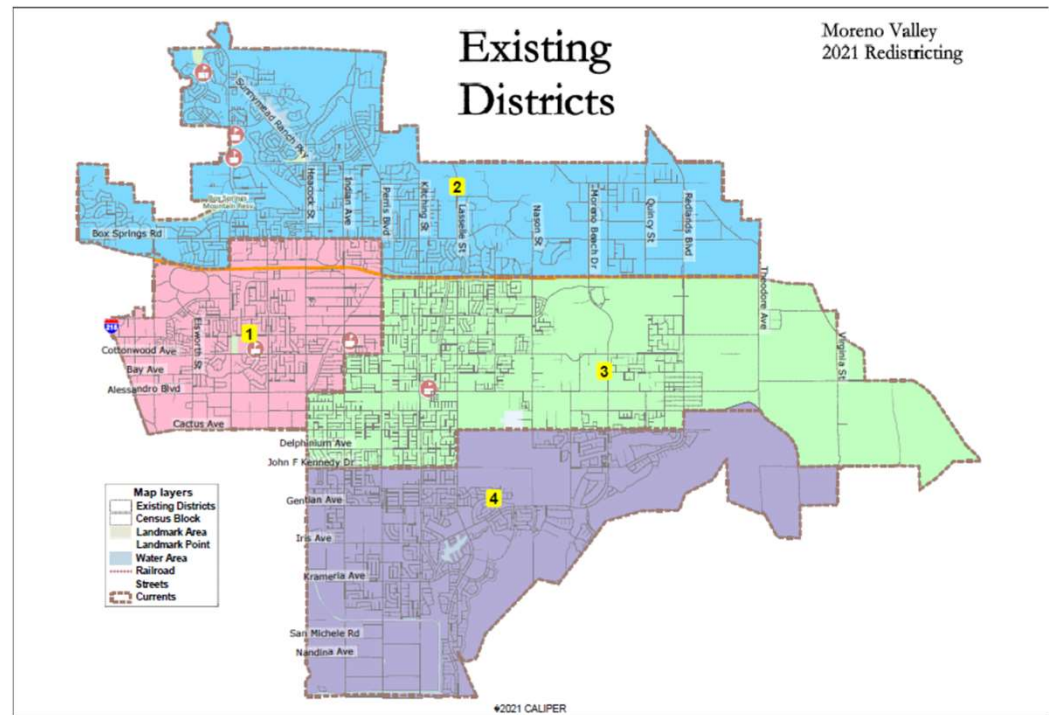 Existing
Districts
Moreno Valley
2021 Redistricting
Sunnymead Ranch Pky
Heacock St
Indian Ave
Perris Blvd
Kitching St
2
Lasselle St
Nason St
Moreno Beach Dr
Quincy St
Redlands Blvd
Box Springs
Mountain Park
Box Springs Rd
Theodore Ave
215
1
Elsworth St
Virginia St
Cottonwood Ave
Bay Ave
3
Alessandro Blvd
Cactus Ave
Delphinium Ave
John F Kennedy Dr
Gentian Ave
4
Iris Ave
Krameria Ave
San Michele Rd
Nandina Ave
Map layers
Existing Districts
Census Block
Landmark Area
Landmark Point
Water Area
Railroad
Streets
Currents
©2021 CALIPER